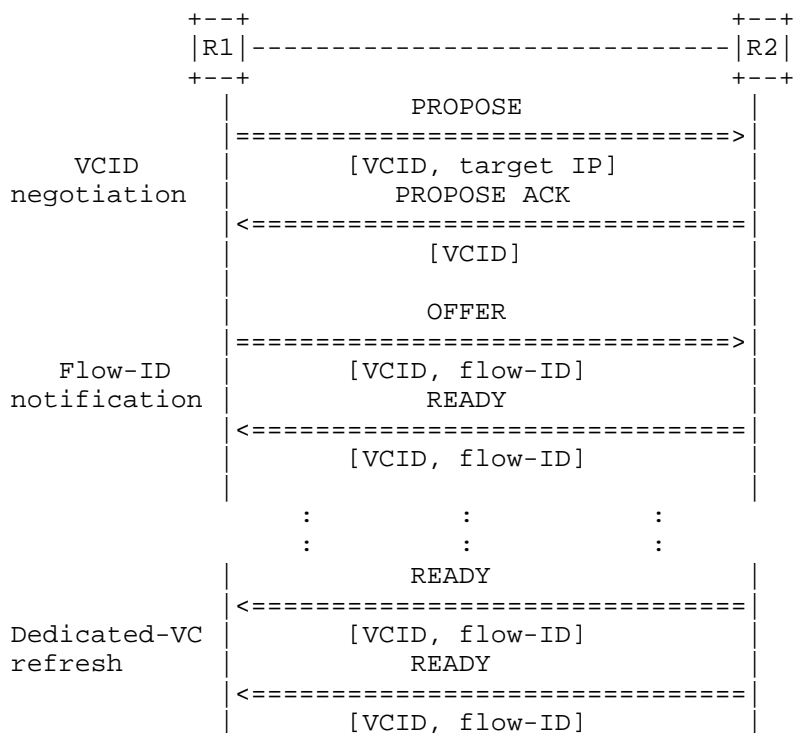 +--+                              +--+
|R1|------------------------------|R2|
+--+                              +--+
  |           PROPOSE              |
  |===============================>|
VCID        |       [VCID, target IP]        |
negotiation |          PROPOSE ACK           |
  |<===============================|
  |            [VCID]              |
  |                                |
  |            OFFER               |
  |===============================>|
Flow-ID      |       [VCID, flow-ID]          |
notification |            READY               |
  |<===============================|
  |       [VCID, flow-ID]          |
  |                                |
:         :           :
:         :           :
  |           READY                |
  |<===============================|
Dedicated-VC |       [VCID, flow-ID]          |
refresh      |           READY                |
  |<===============================|
  |       [VCID, flow-ID]          |